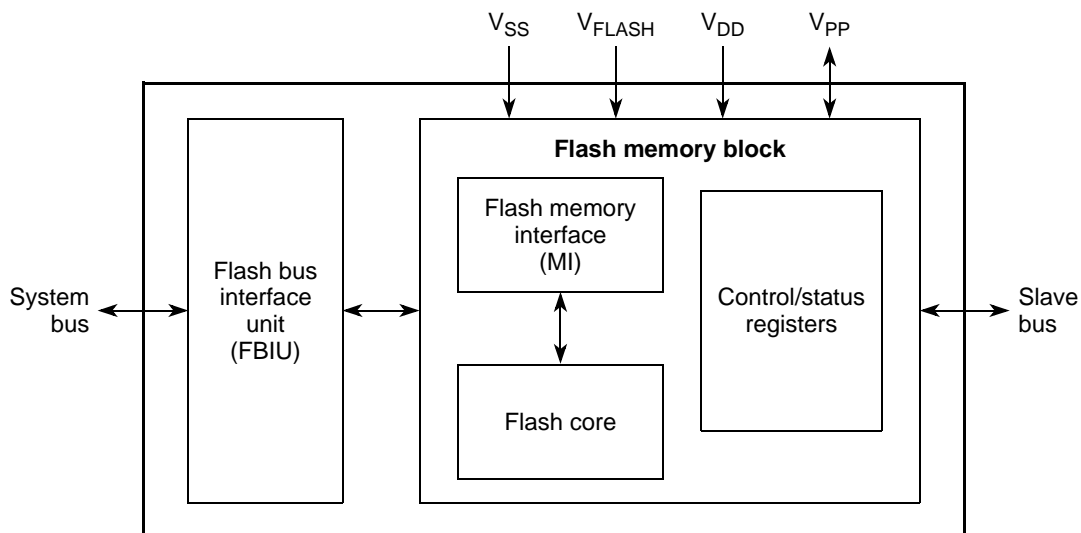 VSS
VFLASH
VDD
VPP
Flash memory block
Flash memory
interface
(MI)
Flash bus
interface
unit
(FBIU)
System
bus
Control/status
registers
Slave
bus
Flash core